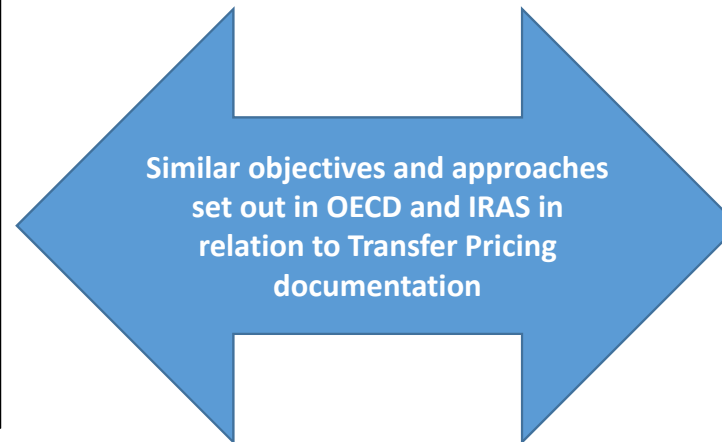 Similar objectives and approaches
set out in OECD and IRAS in
relation to Transfer Pricing
documentation